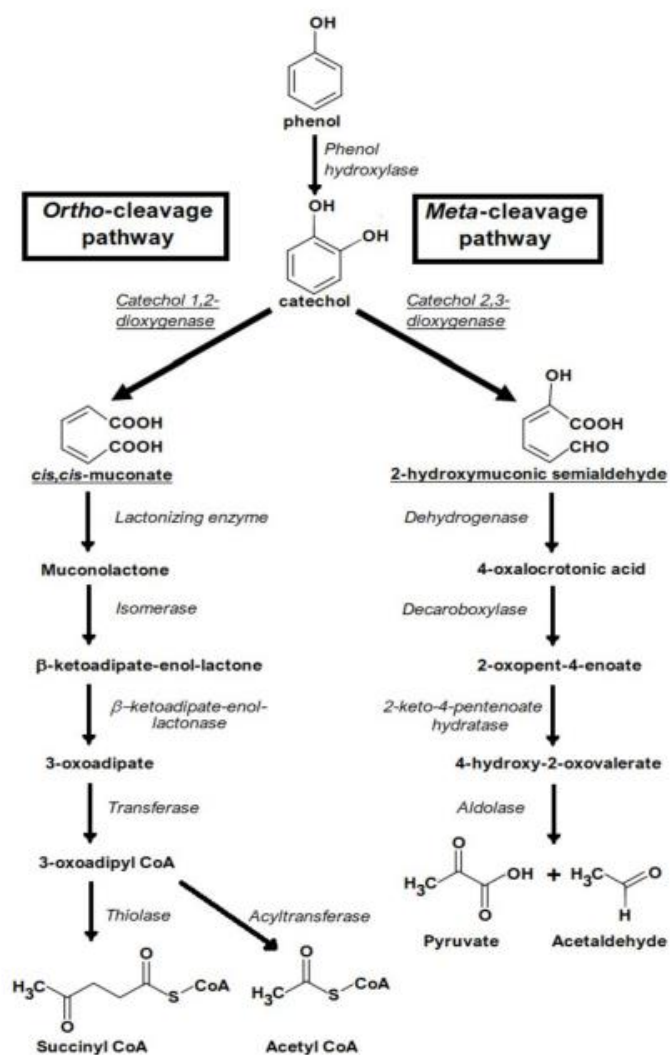 OH
phenol
Phenol
hydroxylase
Ortho-cleavage
pathway
Meta-cleavage
pathway
OH
OH
catechol
Catechol 1,2-
dioxygenase
Catechol 2,3-
dioxygenase
COOH
COOH
cis,cis-muconate
OH
COOH
CHO
2-hydroxymuconic semialdehyde
Lactonizing enzyme
Dehydrogenase
Muconolactone
4-oxalocrotonic acid
Isomerase
Decaroboxylase
β-ketoadipate-enol-lactone
2-oxopent-4-enoate
β-ketoadipate-enol-
lactonase
2-keto-4-pentenoate
hydratase
3-oxoadipate
4-hydroxy-2-oxovalerate
Transferase
Aldolase
3-oxoadipyl CoA
O
H3C
OH
O
+
H3C
O
H
Pyruvate
Acetaldehyde
Thiolase
Acyltransferase
H3C
O
O
S
CoA
Succinyl CoA
O
H3C
S
CoA
Acetyl CoA